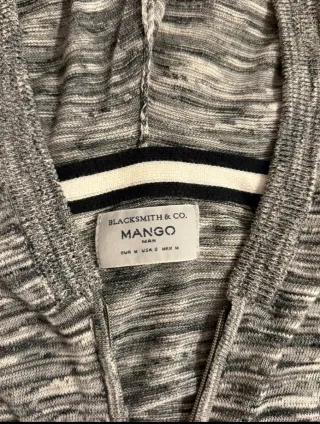 BLACKSMITH & CO.
MANGO
MAN
EUR M USA S MEX M